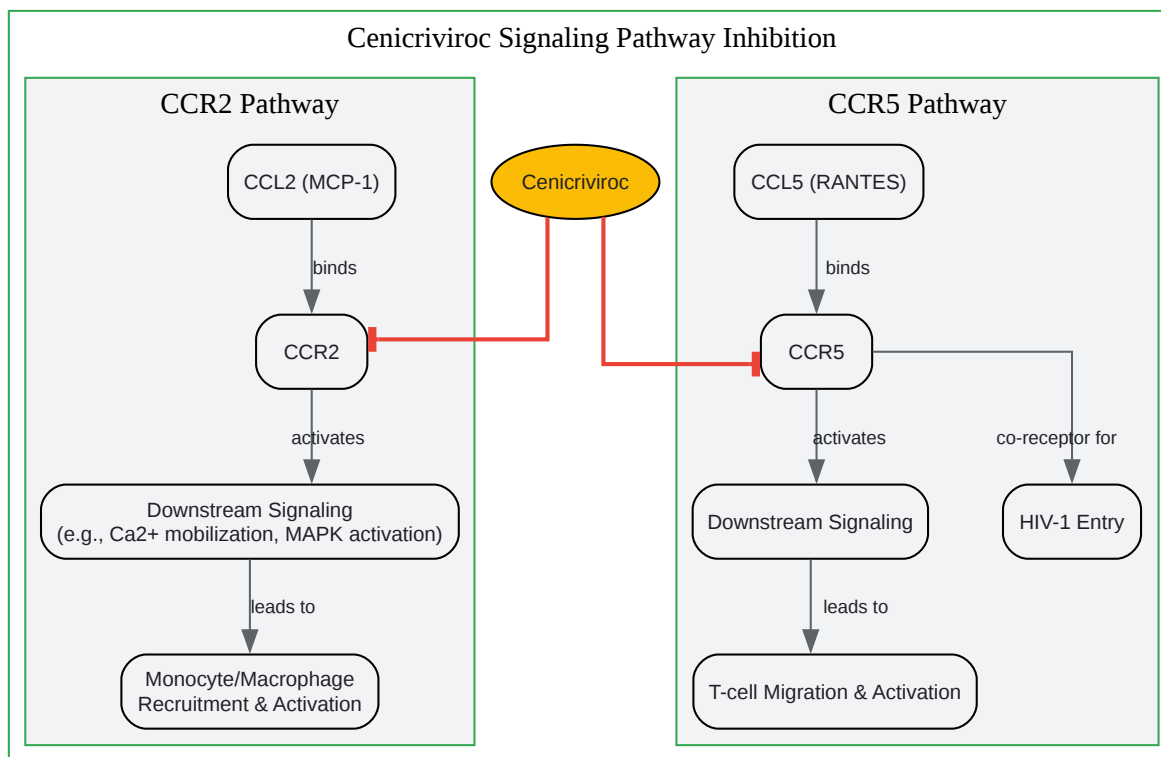 Cenicriviroc Signaling Pathway Inhibition
CCR2 Pathway
CCL2 (MCP-1)
binds
CCR2
activates
Downstream Signaling
(e.g., Ca2+ mobilization, MAPK activation)
leads to
Monocyte/Macrophage
Recruitment & Activation
Cenicriviroc
CCR5 Pathway
CCL5 (RANTES)
binds
CCR5
activates
co-receptor for
Downstream Signaling
HIV-1 Entry
leads to
T-cell Migration & Activation